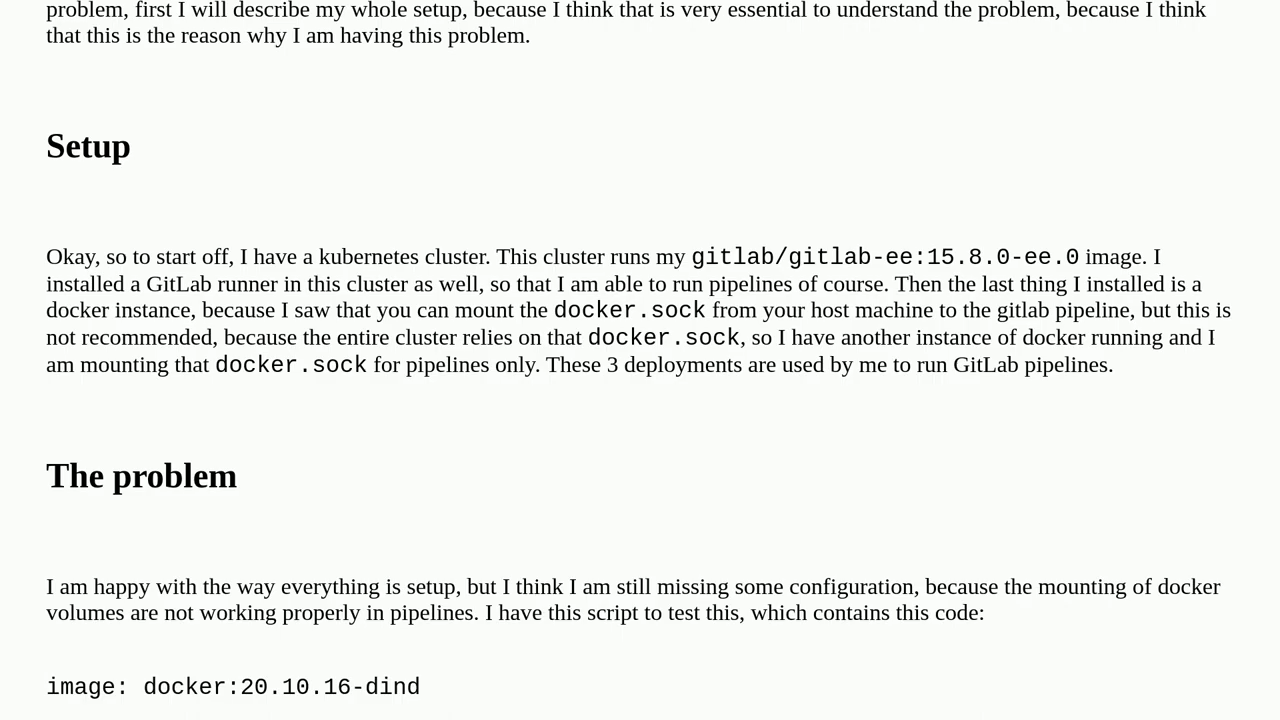 problem, first I will describe my whole setup, because I think that is very essential to understand the problem, because I think
that this is the reason why I am having this problem.
Setup
Okay, so to start off, I have a kubernetes cluster. This cluster runs my gitlab/gitlab-ee:15.8.0-ee.0 image. I
installed a GitLab runner in this cluster as well, so that I am able to run pipelines of course. Then the last thing I installed is a
docker instance, because I saw that you can mount the docker.sock from your host machine to the gitlab pipeline, but this is
not recommended, because the entire cluster relies on that docker.sock, so I have another instance of docker running and I
am mounting that docker.sock for pipelines only. These 3 deployments are used by me to run GitLab pipelines.
The problem
I am happy with the way everything is setup, but I think I am still missing some configuration, because the mounting of docker
volumes are not working properly in pipelines. I have this script to test this, which contains this code:
image: docker:20.10.16-dind